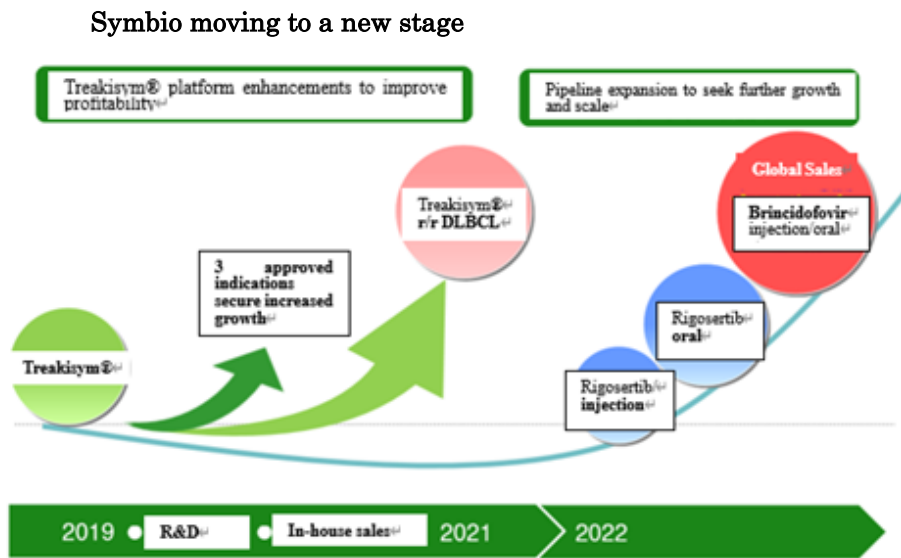 Symbio moving to a new stage
Treakisym® platform enhancements to improve
profitability
Pipeline expansion to seek further growth
and scale
Global Sales
Brincidofovir
injection/oral
Treakisym®
r/r DLBCL
3 approved
indications
secure increased
growth
Rigosertib
oral
Treakisym®
Rigosertib/
injection
2019
R&D
In-house sales
2021
2022